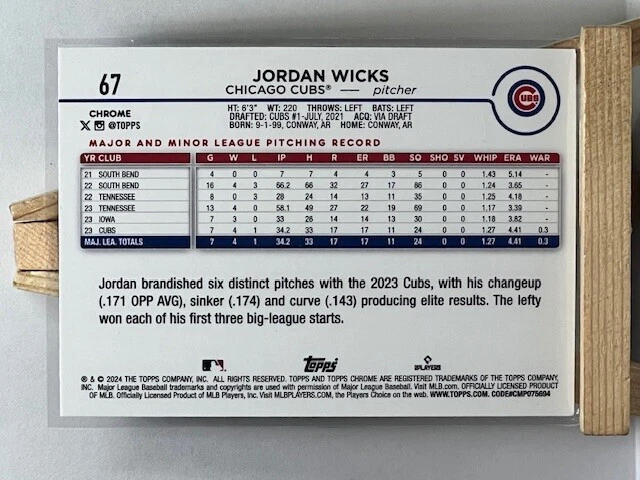 67
JORDAN WICKS
CHICAGO CUBS® — pitcher
CUBS
CHROME
X @TOPPS
HT: 6'3" WT: 220 THROWS: LEFT BATS: LEFT
DRAFTED: CUBS #1-JULY, 2021 ACQ: VIA DRAFT
BORN: 9-1-99, CONWAY, AR HOME: CONWAY, AR
MAJOR AND MINOR LEAGUE PITCHING RECORD
YR CLUB G W L IP H R ER BB SO SHO SV WHIP ERA WAR
21 SOUTH BEND 4 0 0 7 7 4 4 3 5 0 0 1.43 5.14 -
22 SOUTH BEND 16 4 3 66.2 66 32 27 17 86 0 0 1.24 3.65 -
22 TENNESSEE 8 0 3 28 24 14 13 11 35 0 0 1.25 4.18 -
23 TENNESSEE 13 4 0 58.1 49 27 22 19 69 0 0 1.17 3.39 -
23 IOWA 7 3 0 33 26 14 14 13 30 0 0 1.18 3.82 -
23 CUBS 7 4 1 34.2 33 17 17 11 24 0 0 1.27 4.41 0.3
MAJ. LEA. TOTALS 7 4 1 34.2 33 17 17 11 24 0 0 1.27 4.41 0.3
Jordan brandished six distinct pitches with the 2023 Cubs, with his changeup
(.171 OPP AVG), sinker (.174) and curve (.143) producing elite results. The lefty
won each of his first three big-league starts.
Topps
PLAYERS
® & © 2024 THE TOPPS COMPANY, INC. ALL RIGHTS RESERVED. TOPPS AND TOPPS CHROME ARE REGISTERED TRADEMARKS OF THE TOPPS COMPANY,
INC. Major League Baseball trademarks and copyrights are used with permission of Major League Baseball. Visit MLB.com. OFFICIALLY LICENSED PRODUCT
OF MLB. Officially Licensed Product of MLB Players, Inc. Visit MLBPLAYERS.com, the Players Choice on the web. WWW.TOPPS.COM. CODE#CMP075694